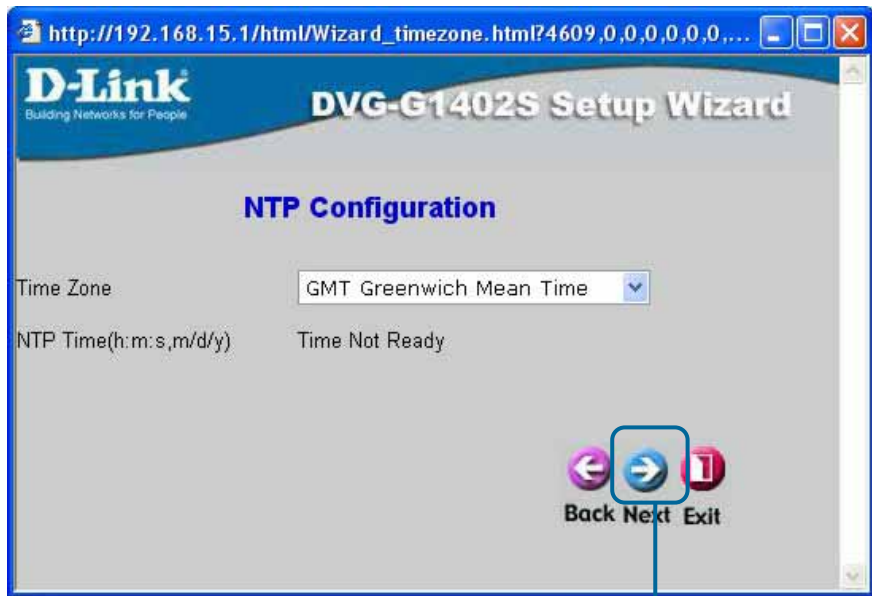 http://192.168.15.1/html/Wizard_timezone.html?4609,0,0,0,0,0,0,...
D-Link
Building Networks for People
DVG-G1402S Setup Wizard
NTP Configuration
Time Zone GMT Greenwich Mean Time
NTP Time(h:m:s,m/d/y) Time Not Ready
Back Next Exit